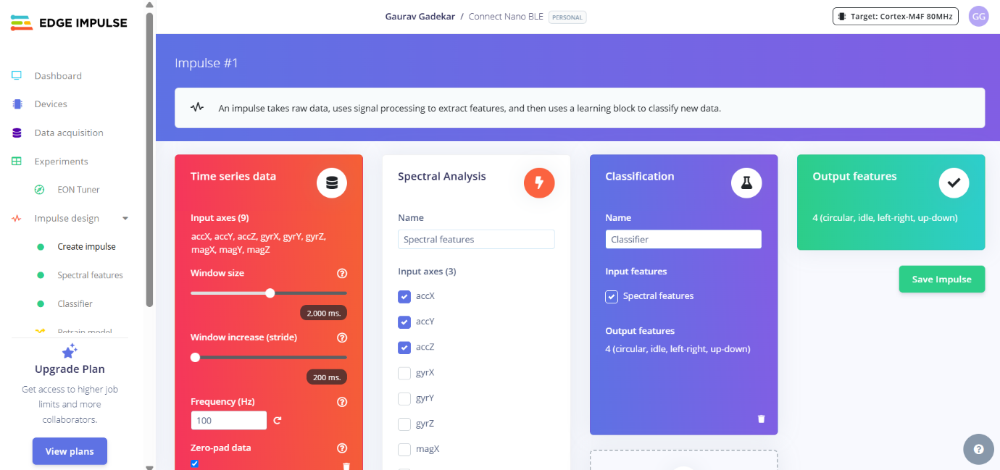 EDGE IMPULSE
Gaurav Gadekar / Connect Nano BLE PERSONAL
Target: Cortex-M4F 80MHz
GG
Dashboard
Devices
Data acquisition
Experiments
EON Tuner
Impulse design
Create impulse
Spectral features
Classifier
Retrain model
Upgrade Plan
Get access to higher job
limits and more
collaborators.
View plans
Impulse #1
An impulse takes raw data, uses signal processing to extract features, and then uses a learning block to classify new data.
Time series data
Input axes (9)
accX, accY, accZ, gyrX, gyrY, gyrZ,
magX, magY, magZ
Window size
2,000 ms.
Window increase (stride)
200 ms.
Frequency (Hz)
100
Zero-pad data
Spectral Analysis
Name
Spectral features
Input axes (3)
accX
accY
accZ
gyrX
gyrY
gyrZ
magX
Classification
Name
Classifier
Input features
Spectral features
Output features
4 (circular, idle, left-right, up-down)
Output features
4 (circular, idle, left-right, up-down)
Save Impulse